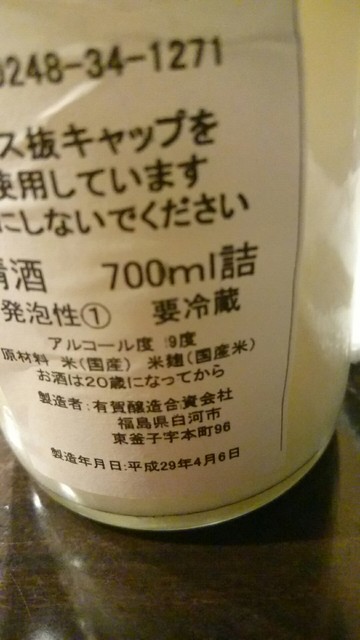 0248-34-1271
ス抜キャップを
使用しています
にしないでください
清酒 700ml詰
発泡性① 要冷蔵
アルコール度 9度
原材料 米(国産) 米麹(国産米)
お酒は20歳になってから
製造者:有賀醸造合資会社
福島県白河市
東釜子字本町96
製造年月日:平成29年4月6日